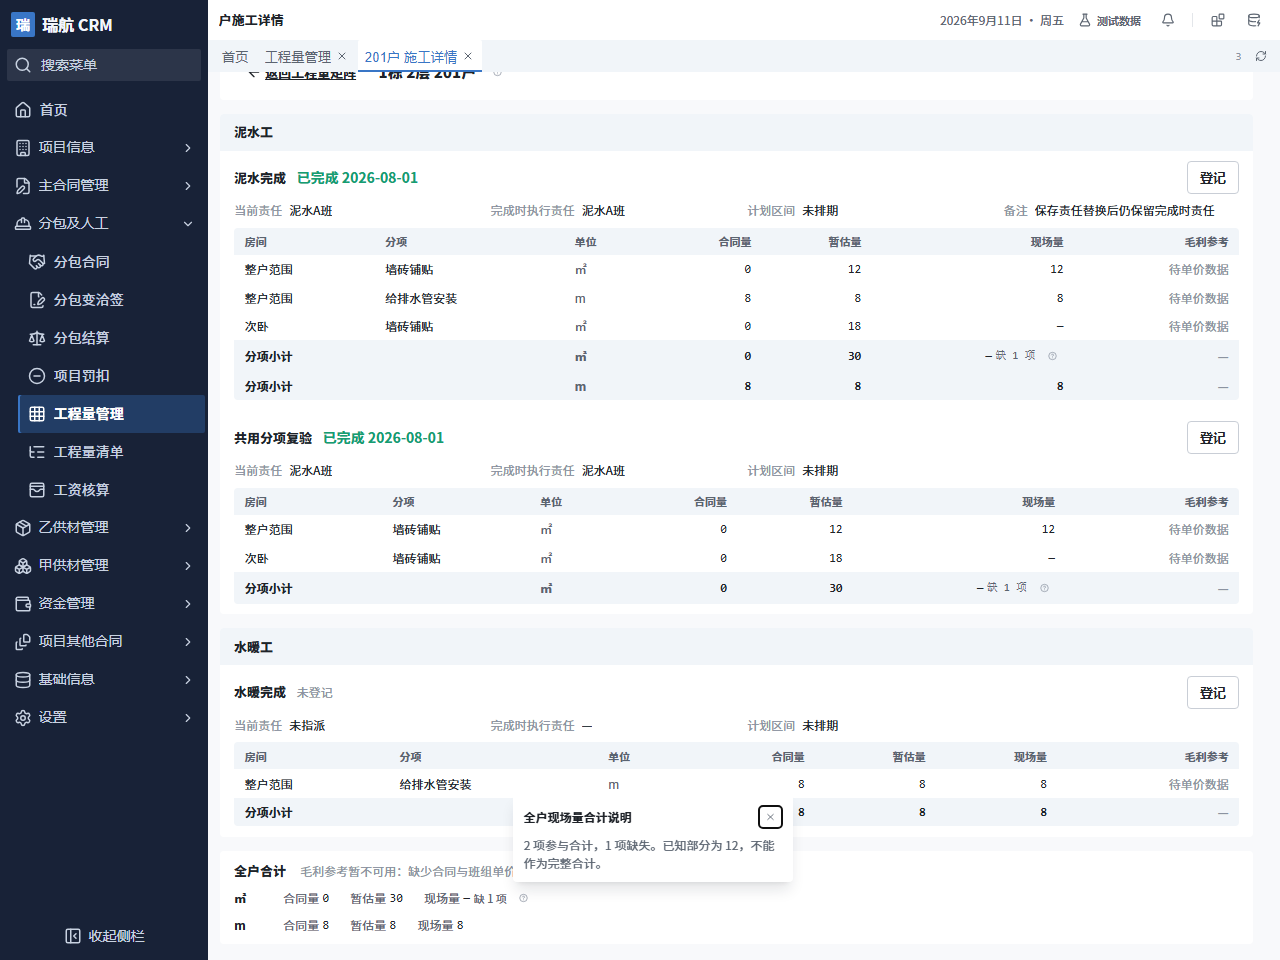 瑞 瑞航 CRM
搜索菜单
首页
项目信息
主合同管理
分包及人工
分包合同
分包变洽签
分包结算
项目罚扣
工程量管理
工程量清单
工资核算
乙供材管理
甲供材管理
资金管理
项目其他合同
基础信息
设置
收起侧栏
户施工详情
2026年9月11日 · 周五 测试数据
首页 工程量管理 201户 施工详情 3
返回工程量矩阵 1栋 2层 201户
泥水工
泥水完成 已完成 2026-08-01 登记
当前责任 泥水A班 完成时执行责任 泥水A班 计划区间 未排期 备注 保存责任替换后仍保留完成时责任
房间 分项 单位 合同量 暂估量 现场量 毛利参考
整户范围 墙砖铺贴 ㎡ 0 12 12 待单价数据
整户范围 给排水管安装 m 8 8 8 待单价数据
次卧 墙砖铺贴 ㎡ 0 18 — 待单价数据
分项小计 ㎡ 0 30 — 缺 1 项 —
分项小计 m 8 8 8 —
共用分项复验 已完成 2026-08-01 登记
当前责任 泥水A班 完成时执行责任 泥水A班 计划区间 未排期
房间 分项 单位 合同量 暂估量 现场量 毛利参考
整户范围 墙砖铺贴 ㎡ 0 12 12 待单价数据
次卧 墙砖铺贴 ㎡ 0 18 — 待单价数据
分项小计 ㎡ 0 30 — 缺 1 项 —
水暖工
水暖完成 未登记 登记
当前责任 未指派 完成时执行责任 — 计划区间 未排期
房间 分项 单位 合同量 暂估量 现场量 毛利参考
整户范围 给排水管安装 m 8 8 8 待单价数据
分项小计 8 8 8 —
全户现场量合计说明
2 项参与合计，1 项缺失。已知部分为 12，不能
作为完整合计。
全户合计 毛利参考暂不可用：缺少合同与班组单价
㎡ 合同量 0 暂估量 30 现场量 — 缺 1 项
m 合同量 8 暂估量 8 现场量 8